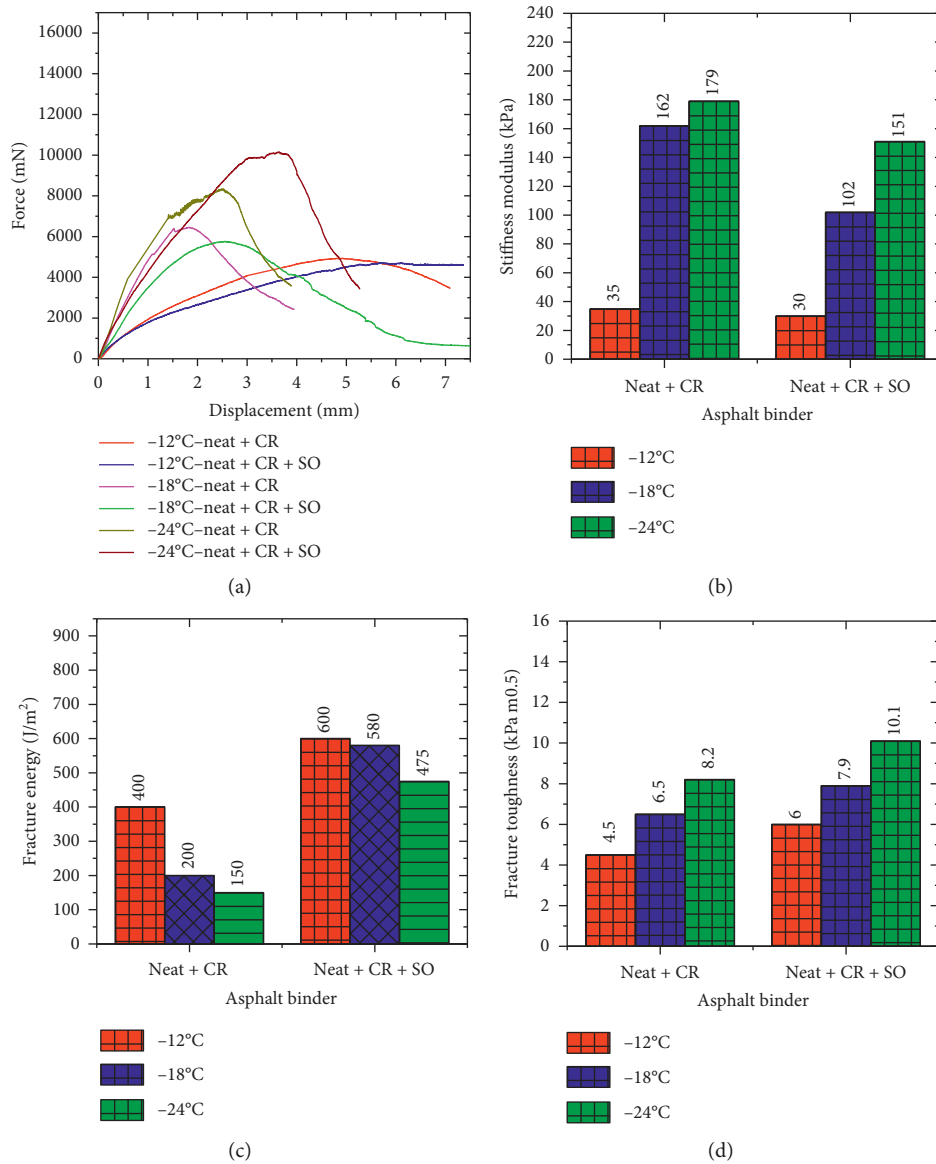 16000
14000
12000
10000
8000
6000
4000
2000
0
Force (mN)
0 1 2 3 4 5 6 7
Displacement (mm)
–12°C–neat + CR
–12°C–neat + CR + SO
–18°C–neat + CR
–18°C–neat + CR + SO
–24°C–neat + CR
–24°C–neat + CR + SO
(a)
240
220
200
180
160
140
120
100
80
60
40
20
0
Stiffness modulus (kPa)
35
162
179
30
102
151
Neat + CR
Neat + CR + SO
Asphalt binder
–12°C
–18°C
–24°C
(b)
900
800
700
600
500
400
300
200
100
0
Fracture energy (J/m²)
400
200
150
600
580
475
Neat + CR
Neat + CR + SO
Asphalt binder
–12°C
–18°C
–24°C
(c)
16
14
12
10
8
6
4
2
0
Fracture toughness (kPa m0.5)
4.5
6.5
8.2
6
7.9
10.1
Neat + CR
Neat + CR + SO
Asphalt binder
–12°C
–18°C
–24°C
(d)